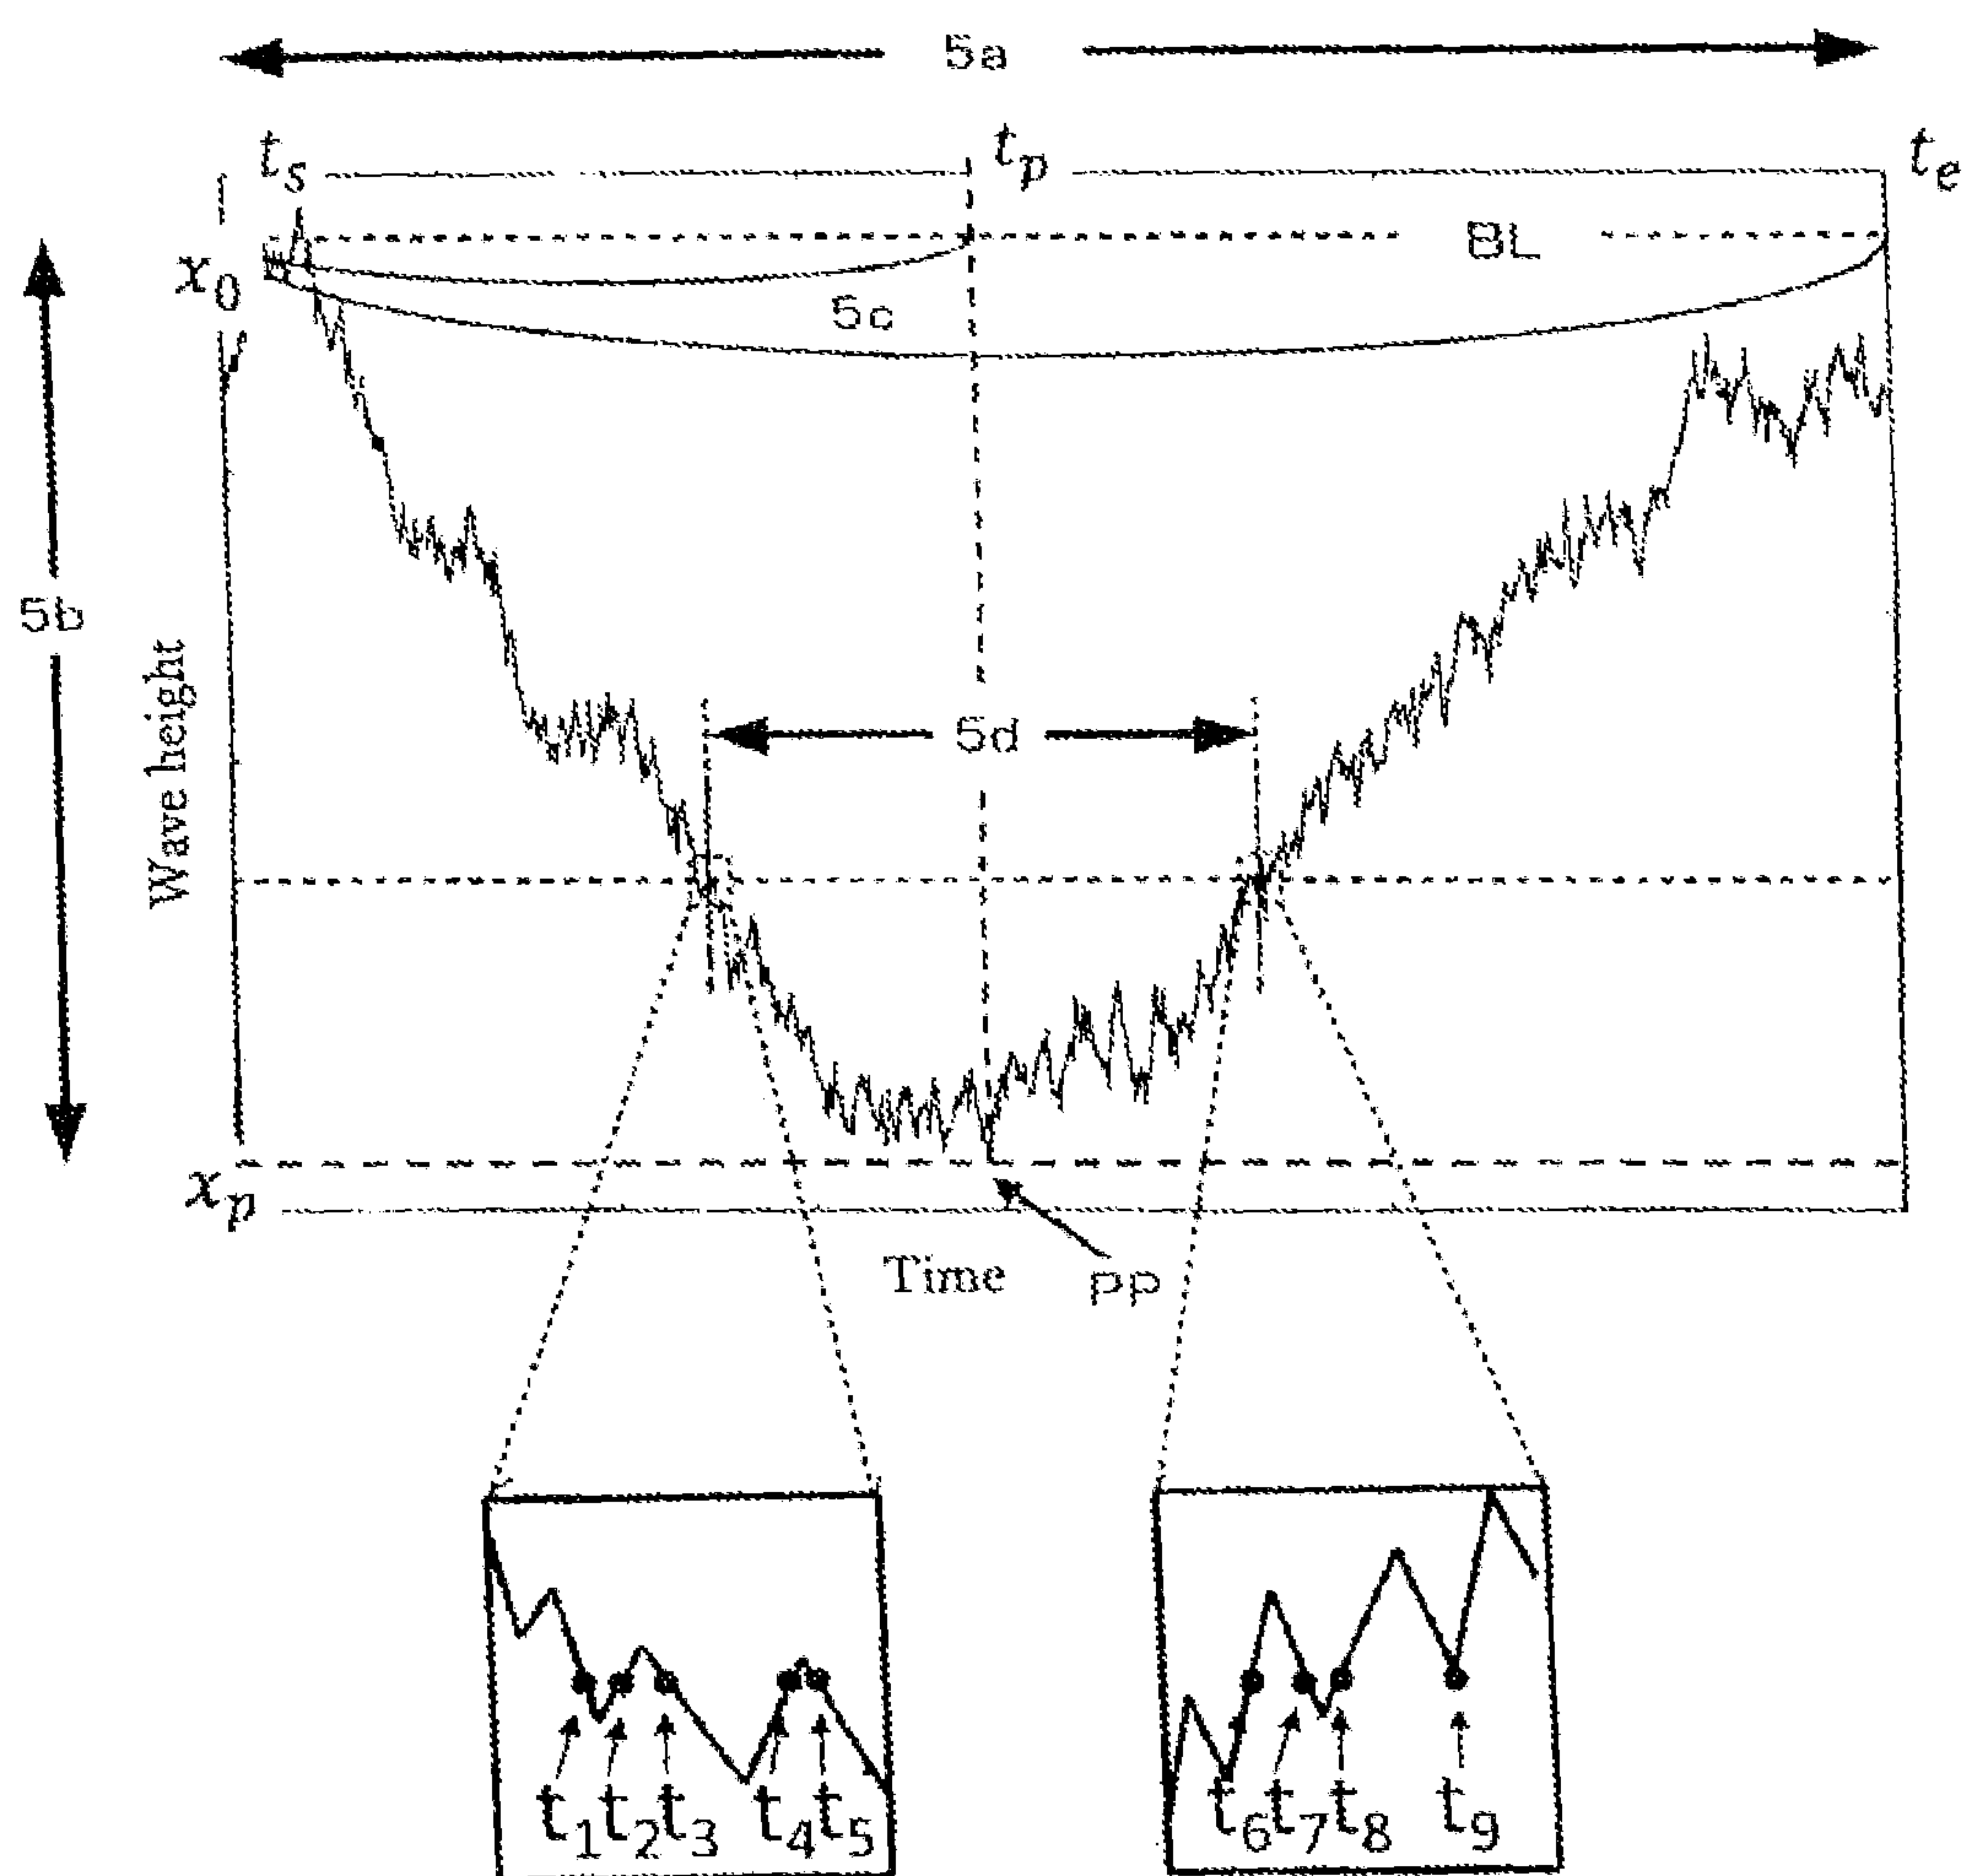 5a
t_s t_p t_e
x_0 BL
5c
5b
5d
Wave height
x_p
Time pp
t_1 t_2 t_3 t_4 t_5 t_6 t_7 t_8 t_9